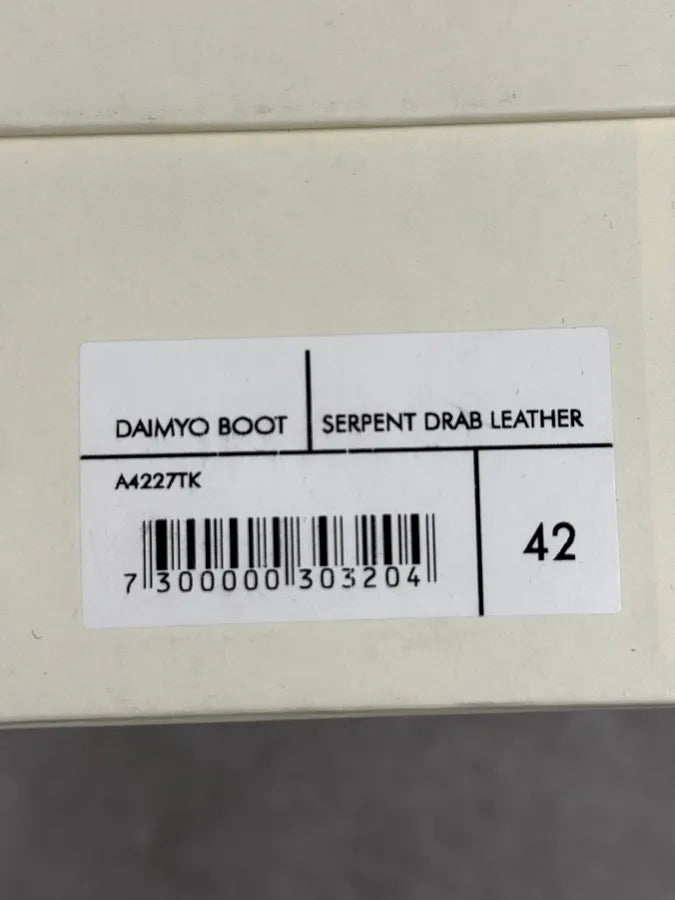 DAIMYO BOOT
SERPENT DRAB LEATHER
A4227TK
42
7 300000 303204